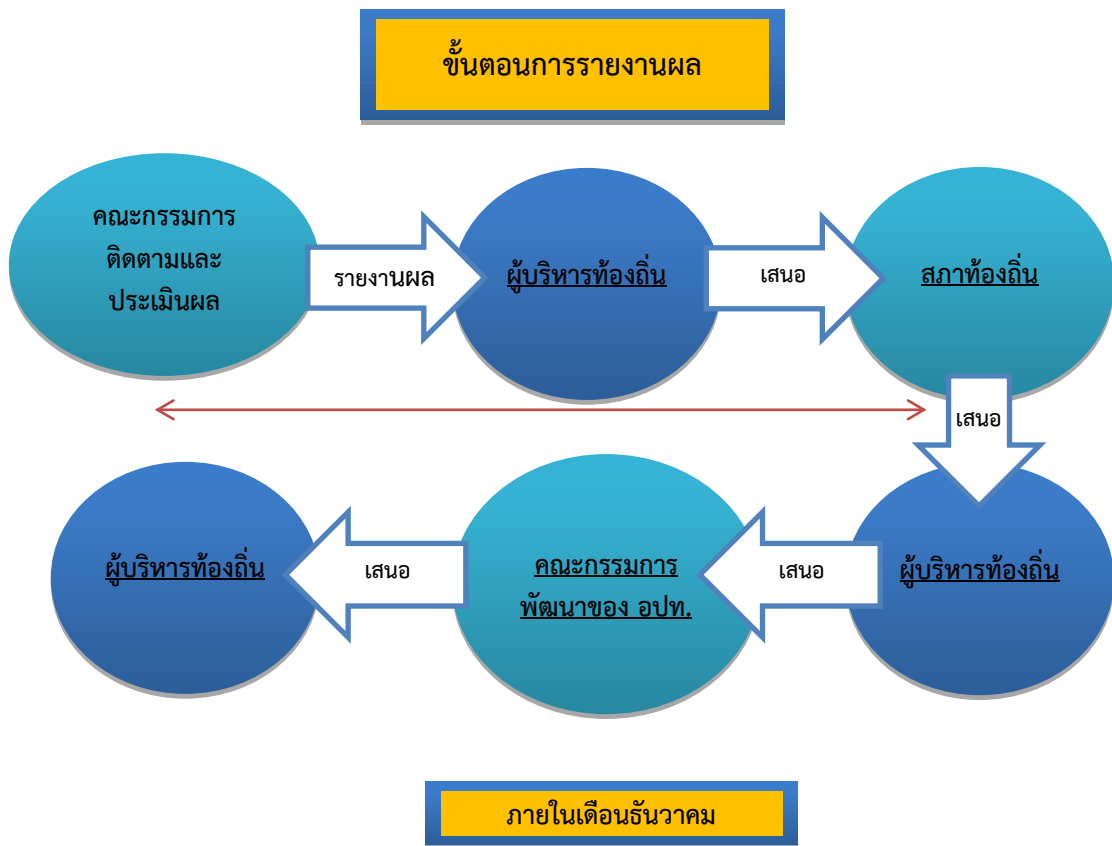 ขั้นตอนการรายงานผล
คณะกรรมการ
ติดตามและ
ประเมินผล
รายงานผล
ผู้บริหารท้องถิ่น
เสนอ
สภาท้องถิ่น
เสนอ
ผู้บริหารท้องถิ่น
เสนอ
คณะกรรมการ
พัฒนาของ อปท.
เสนอ
ผู้บริหารท้องถิ่น
ภายในเดือนธันวาคม